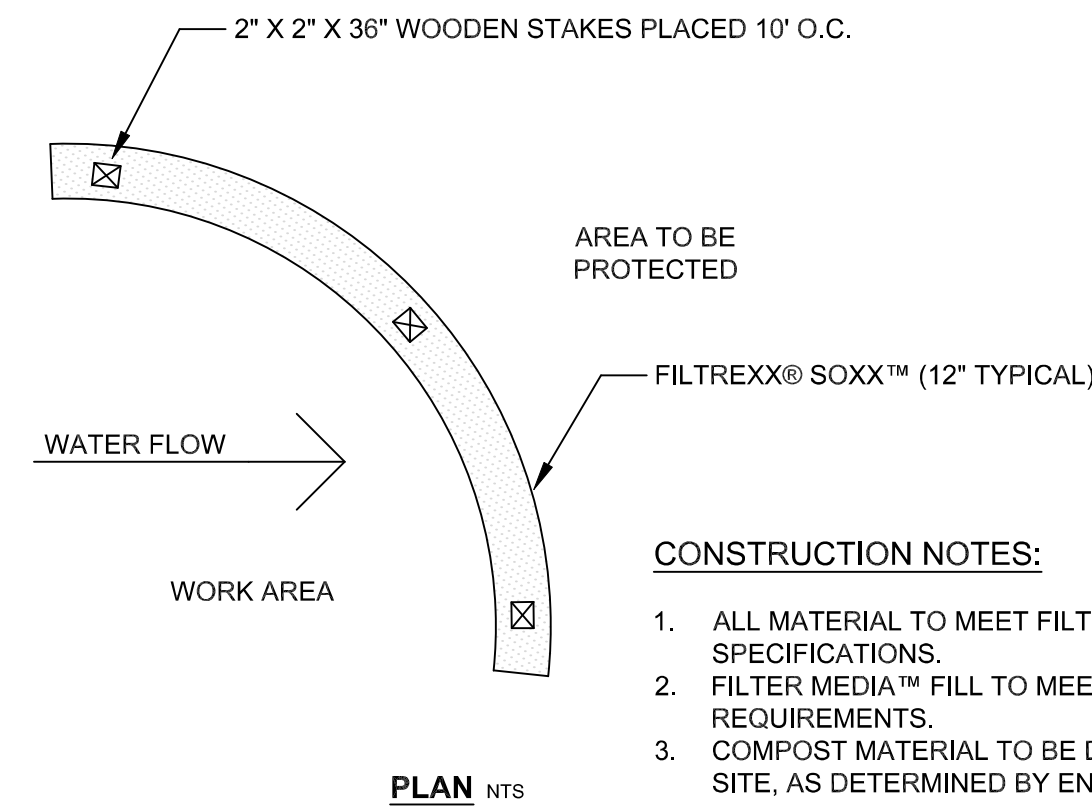 2" X 2" X 36" WOODEN STAKES PLACED 10' O.C.
AREA TO BE
PROTECTED
FILTREXX® SOXX™ (12" TYPICAL)
WATER FLOW
WORK AREA
CONSTRUCTION NOTES:
1. ALL MATERIAL TO MEET FILT
SPECIFICATIONS.
2. FILTER MEDIA™ FILL TO MEE
REQUIREMENTS.
3. COMPOST MATERIAL TO BE D
SITE, AS DETERMINED BY EN
PLAN NTS